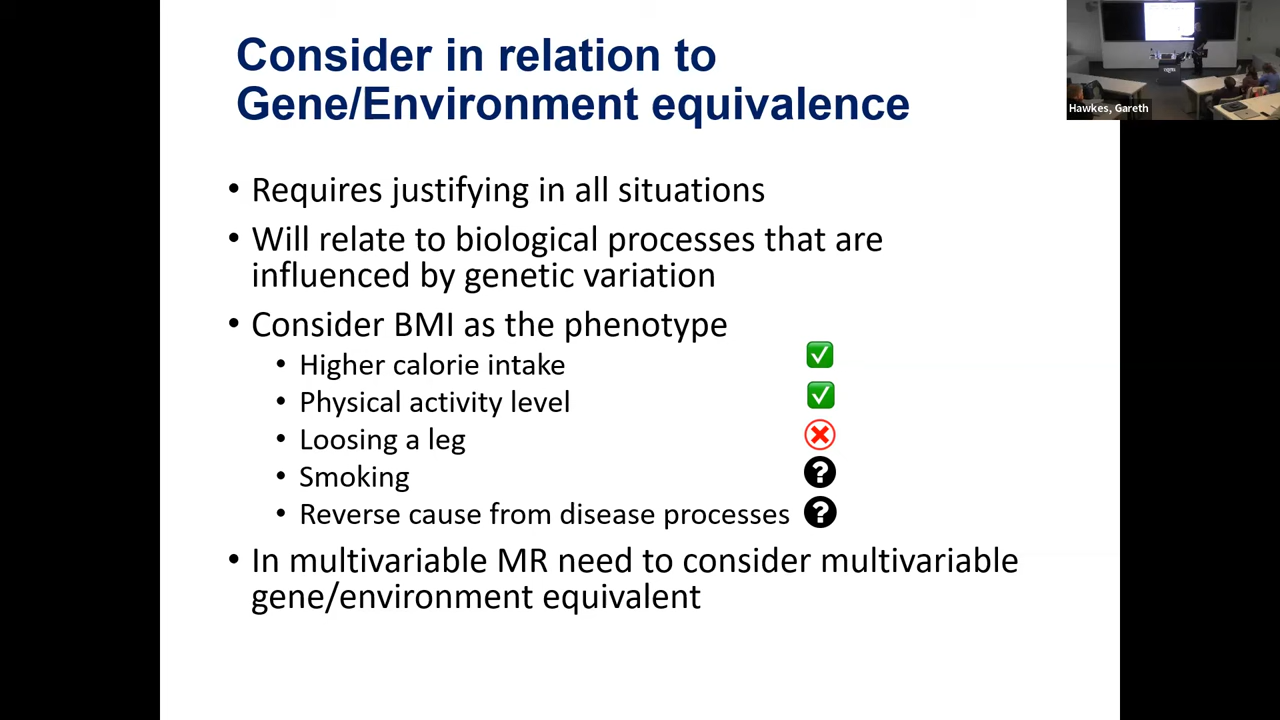 Consider in relation to
Gene/Environment equivalence
• Requires justifying in all situations
• Will relate to biological processes that are
influenced by genetic variation
• Consider BMI as the phenotype
• Higher calorie intake
• Physical activity level
• Loosing a leg
• Smoking
• Reverse cause from disease processes
• In multivariable MR need to consider multivariable
gene/environment equivalent
Hawkes, Gareth